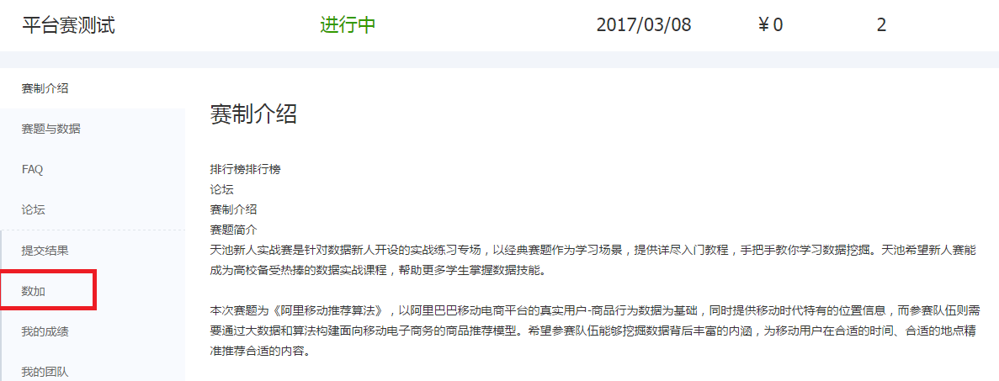 平台赛测试 进行中 2017/03/08 ￥0 2
赛制介绍
赛题与数据
FAQ
论坛
提交结果
数加
我的成绩
我的团队
赛制介绍
排行榜排行榜
论坛
赛制介绍
赛题简介
天池新人实战赛是针对数据新人开设的实战练习专场，以经典赛题作为学习场景，提供详尽入门教程，手把手教你学习数据挖掘。天池希望新人赛能
成为高校备受热捧的数据实战课程，帮助更多学生掌握数据技能。
本次赛题为《阿里移动推荐算法》，以阿里巴巴移动电商平台的真实用户-商品行为数据为基础，同时提供移动时代特有的位置信息，而参赛队伍则需
要通过大数据和算法构建面向移动电子商务的商品推荐模型。希望参赛队伍能够挖掘数据背后丰富的内涵，为移动用户在合适的时间、合适的地点精
准推荐合适的内容。